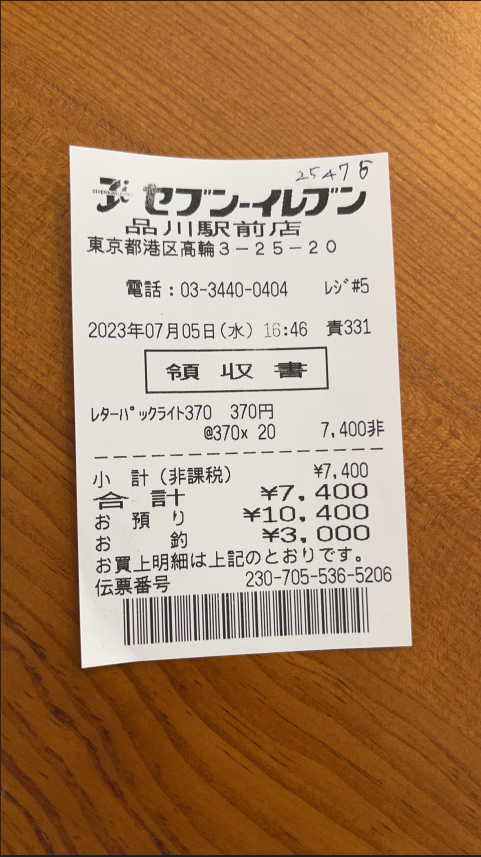 25475
セブン-イレブン
品川駅前店
東京都港区高輪3-25-20
電話：03-3440-0404 ﾚｼﾞ#5
2023年07月05日(水) 16:46 責331
領収書
ﾚﾀｰﾊﾟｯｸﾗｲﾄ370 370円
@370x 20 7,400非
小 計(非課税) ¥7,400
合 計 ¥7,400
お 預 り ¥10,400
お 釣 ¥3,000
お買上明細は上記のとおりです。
伝票番号 230-705-536-5206